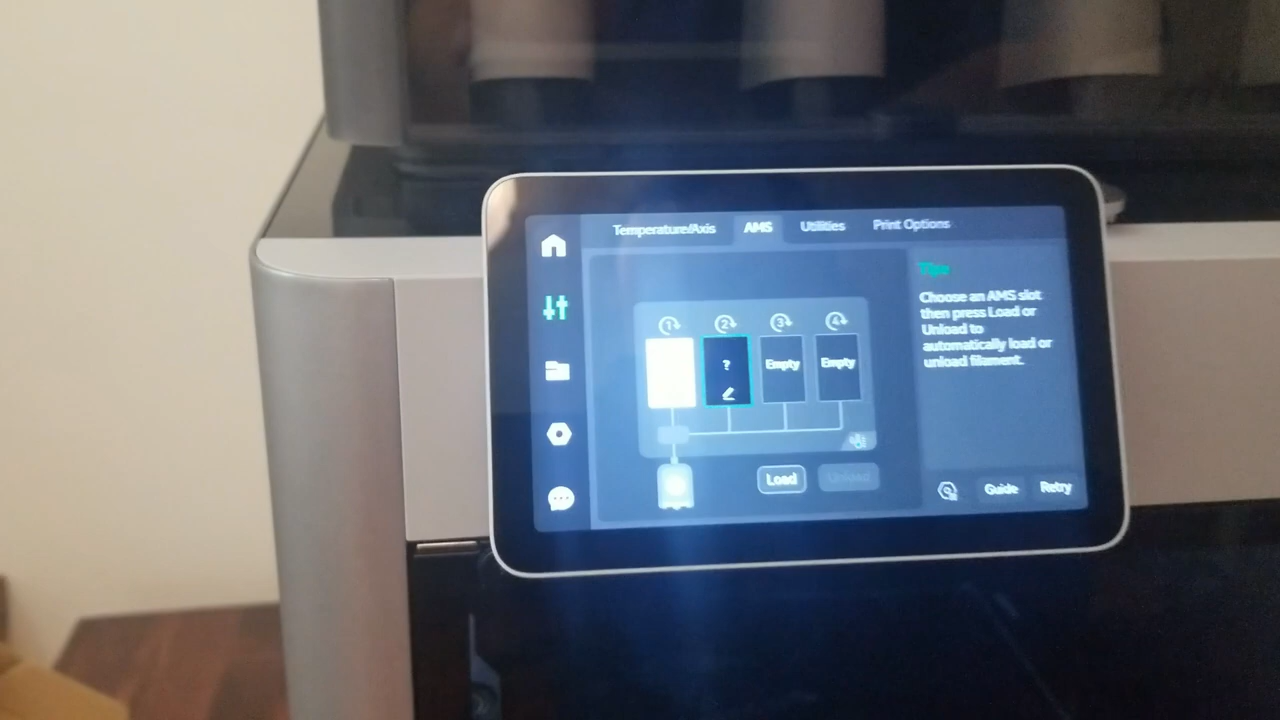 Temperature/Axis AMS Utilities Print Options
Tips
Choose an AMS slot
then press Load or
Unload to
automatically load or
unload filament.
1 2 3 4
? Empty Empty
Load Unload
Guide Retry